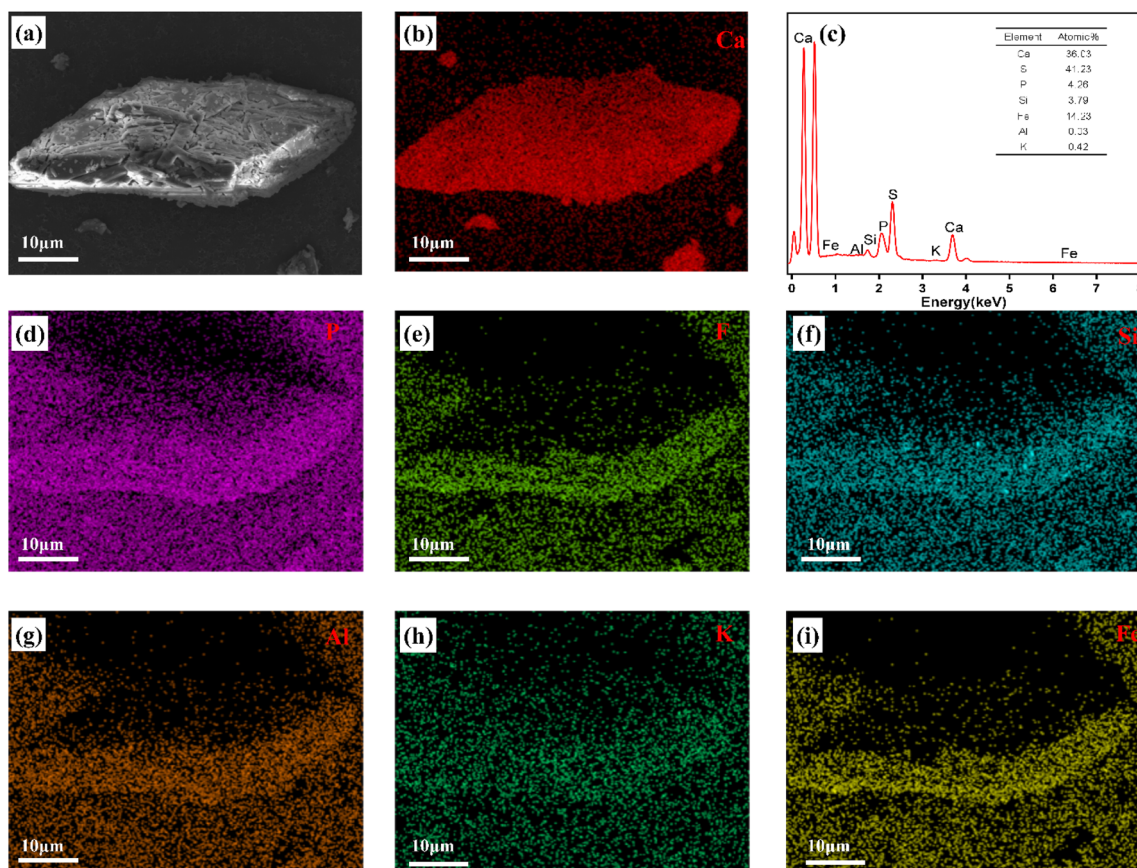 (a)
10μm
(b)
Ca
10μm
(c)
Ca
Element Atomic%
Ca 36.03
S 41.23
P 4.26
Si 3.79
Fe 14.23
Al 0.03
K 0.42
Fe Al Si P S K Ca Fe
0 1 2 3 4 5 6 7
Energy(keV)
(d)
P
10μm
(e)
F
10μm
(f)
10μm
(g)
Al
10μm
(h)
K
10μm
(i)
Fe
10μm